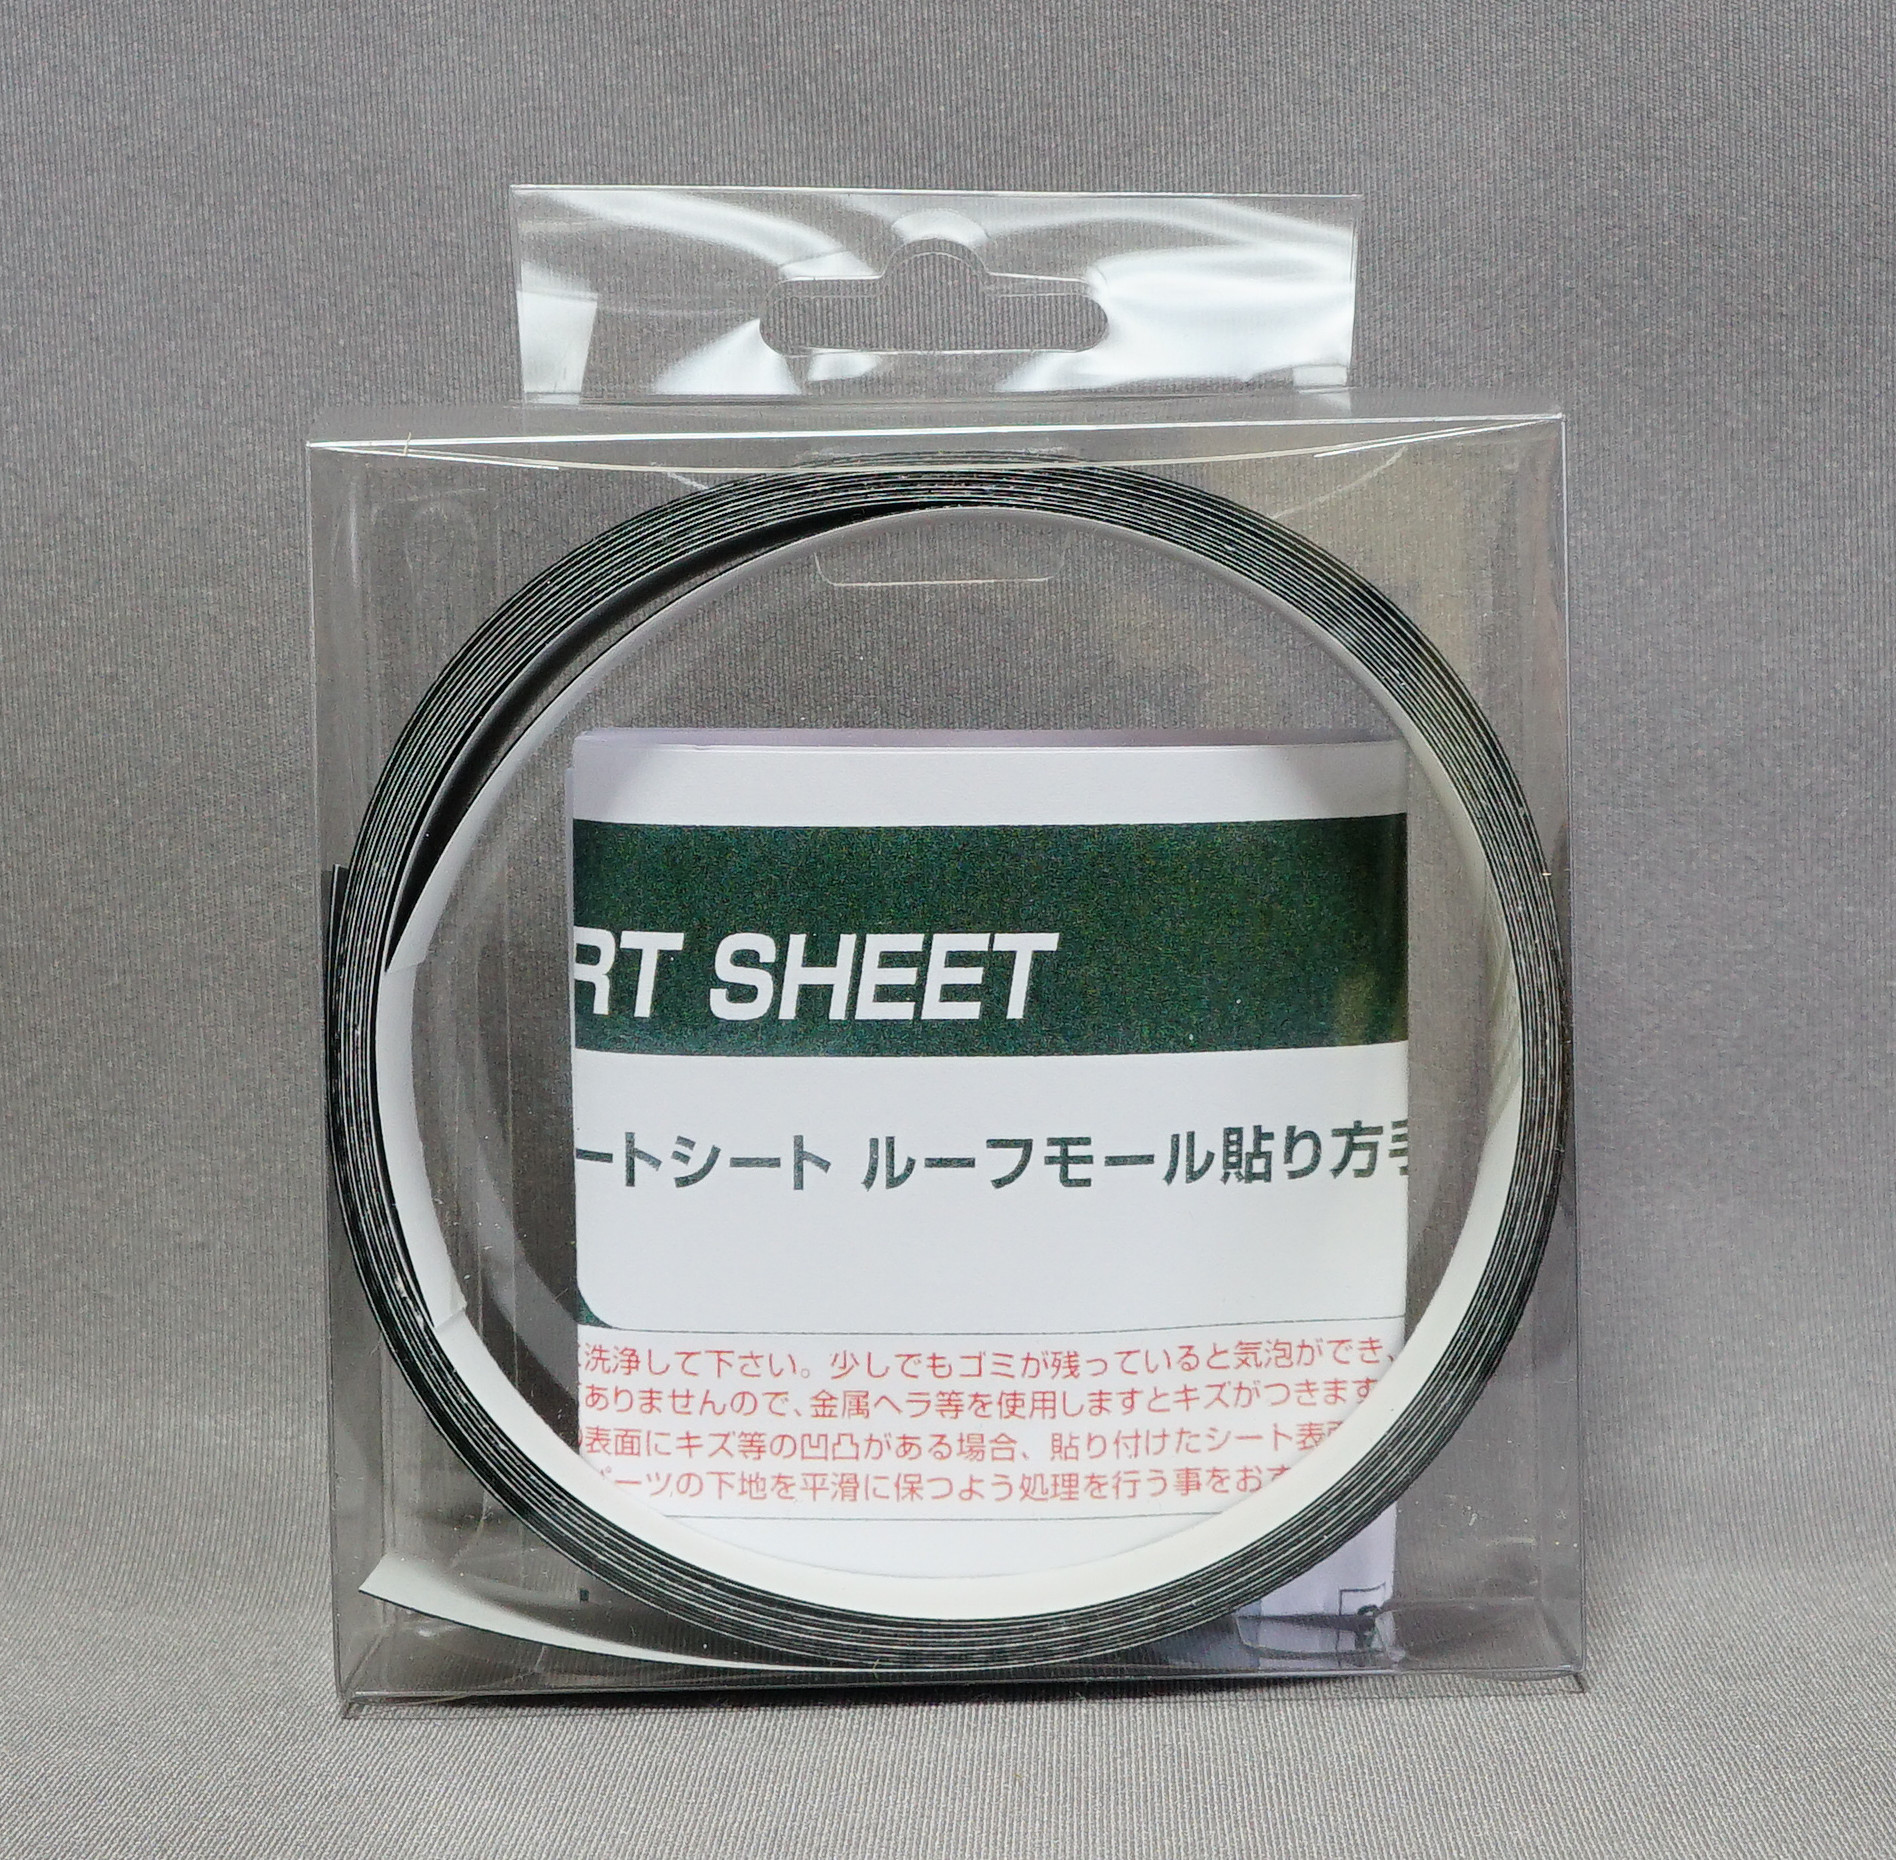 RT SHEET
ートシート ルーフモール貼り方手
洗浄して下さい。少しでもゴミが残っていると気泡ができ、
ありませんので、金属ヘラ等を使用しますとキズがつきます
表面にキズ等の凹凸がある場合、貼り付けたシート表面
パーツの下地を平滑に保つよう処理を行う事をおす